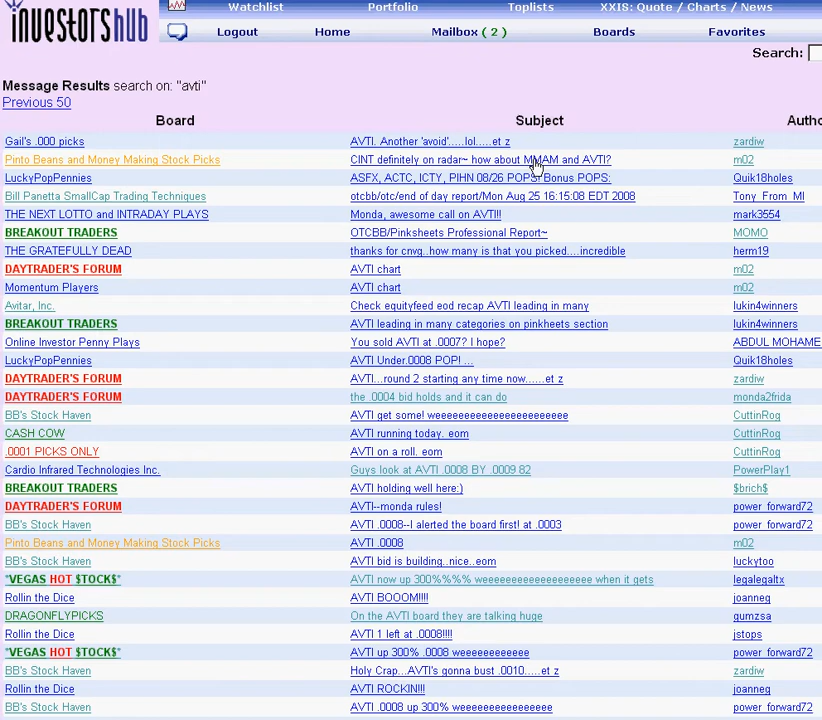 Watchlist Portfolio Toplists XXIS: Quote / Charts / News
investorshub Logout Home Mailbox ( 2 ) Boards Favorites
Search:
Message Results search on: "avti"
Previous 50
Board Subject Autho
Gail's .000 picks AVTI. Another 'avoid'.....lol.....et z zardiw
Pinto Beans and Money Making Stock Picks CINT definitely on radar~ how about MMAM and AVTI? m02
LuckyPopPennies ASFX, ACTC, ICTY, PIHN 08/26 POPS! Bonus POPS: Quik18holes
Bill Panetta SmallCap Trading Techniques otcbb/otc/end of day report/Mon Aug 25 16:15:08 EDT 2008 Tony_From_MI
THE NEXT LOTTO and INTRADAY PLAYS Monda, awesome call on AVTI!! mark3554
BREAKOUT TRADERS OTCBB/Pinksheets Professional Report~ MOMO
THE GRATEFULLY DEAD thanks for cnvg..how many is that you picked....incredible herm19
DAYTRADER'S FORUM AVTI chart m02
Momentum Players AVTI chart m02
Avitar, Inc. Check equityfeed eod recap AVTI leading in many lukin4winners
BREAKOUT TRADERS AVTI leading in many categories on pinkheets section lukin4winners
Online Investor Penny Plays You sold AVTI at .0007? I hope? ABDUL MOHAME
LuckyPopPennies AVTI Under.0008 POP! ... Quik18holes
DAYTRADER'S FORUM AVTI...round 2 starting any time now......et z zardiw
DAYTRADER'S FORUM the .0004 bid holds and it can do monda2frida
BB's Stock Haven AVTI get some! weeeeeeeeeeeeeeeeeeeeeee CuttinRog
CASH COW AVTI running today. eom CuttinRog
.0001 PICKS ONLY AVTI on a roll. eom CuttinRog
Cardio Infrared Technologies Inc. Guys look at AVTI .0008 BY .0009 82 PowerPlay1
BREAKOUT TRADERS AVTI holding well here:) $brich$
DAYTRADER'S FORUM AVTI--monda rules! power_forward72
BB's Stock Haven AVTI .0008--I alerted the board first! at .0003 power_forward72
Pinto Beans and Money Making Stock Picks AVTI .0008 m02
BB's Stock Haven AVTI bid is building..nice..eom luckytoo
*VEGAS HOT $TOCK$* AVTI now up 300%%%% weeeeeeeeeeeeeeeeeee when it gets legalegaltx
Rollin the Dice AVTI BOOOM!!!! joanneg
DRAGONFLYPICKS On the AVTI board they are talking huge gumzsa
Rollin the Dice AVTI 1 left at .0008!!!! jstops
*VEGAS HOT $TOCK$* AVTI up 300% .0008 weeeeeeeeeeeee power_forward72
BB's Stock Haven Holy Crap...AVTI's gonna bust .0010.....et z zardiw
Rollin the Dice AVTI ROCKIN!!! joanneg
BB's Stock Haven AVTI .0008 up 300% weeeeeeeeeeeeee power_forward72